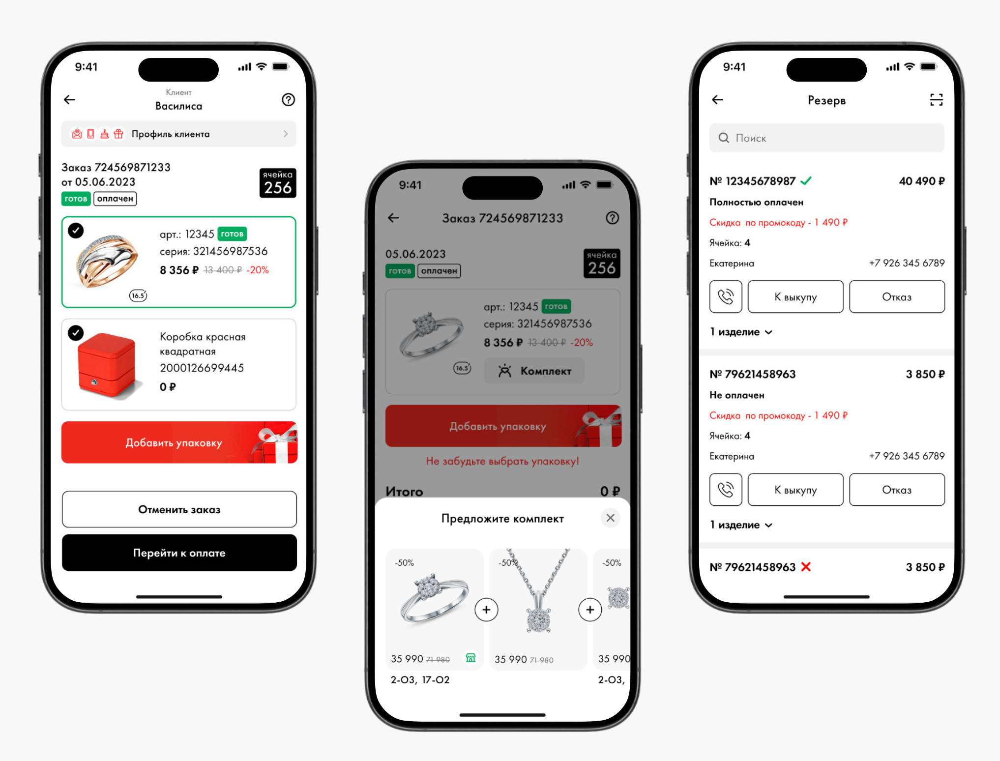 9:41
Клиент
Василиса
Профиль клиента
Заказ 724569871233
от 05.06.2023
готов оплачен
ячейка
256
арт.: 12345 готов
серия: 321456987536
8 356 ₽ 13 400 ₽ -20%
16.5
Коробка красная
квадратная
2000126699445
0 ₽
Добавить упаковку
Отменить заказ
Перейти к оплате
9:41
Заказ 724569871233
05.06.2023
готов оплачен
ячейка
256
арт.: 12345 готов
серия: 321456987536
8 356 ₽ 13 400 ₽ -20%
16.5
Комплект
Добавить упаковку
Не забудьте выбрать упаковку!
Итого 0 ₽
Предложите комплект
-50% -50% -50%
35 990 71 980 35 990 71 980 35 990
2-03, 17-02 2-03,
9:41
Резерв
Поиск
№ 12345678987 40 490 ₽
Полностью оплачен
Скидка по промокоду - 1 490 ₽
Ячейка: 4
Екатерина +7 926 345 6789
К выкупу Отказ
1 изделие
№ 79621458963 3 850 ₽
Не оплачен
Скидка по промокоду - 1 490 ₽
Ячейка: 4
Екатерина +7 926 345 6789
К выкупу Отказ
1 изделие
№ 79621458963 3 850 ₽